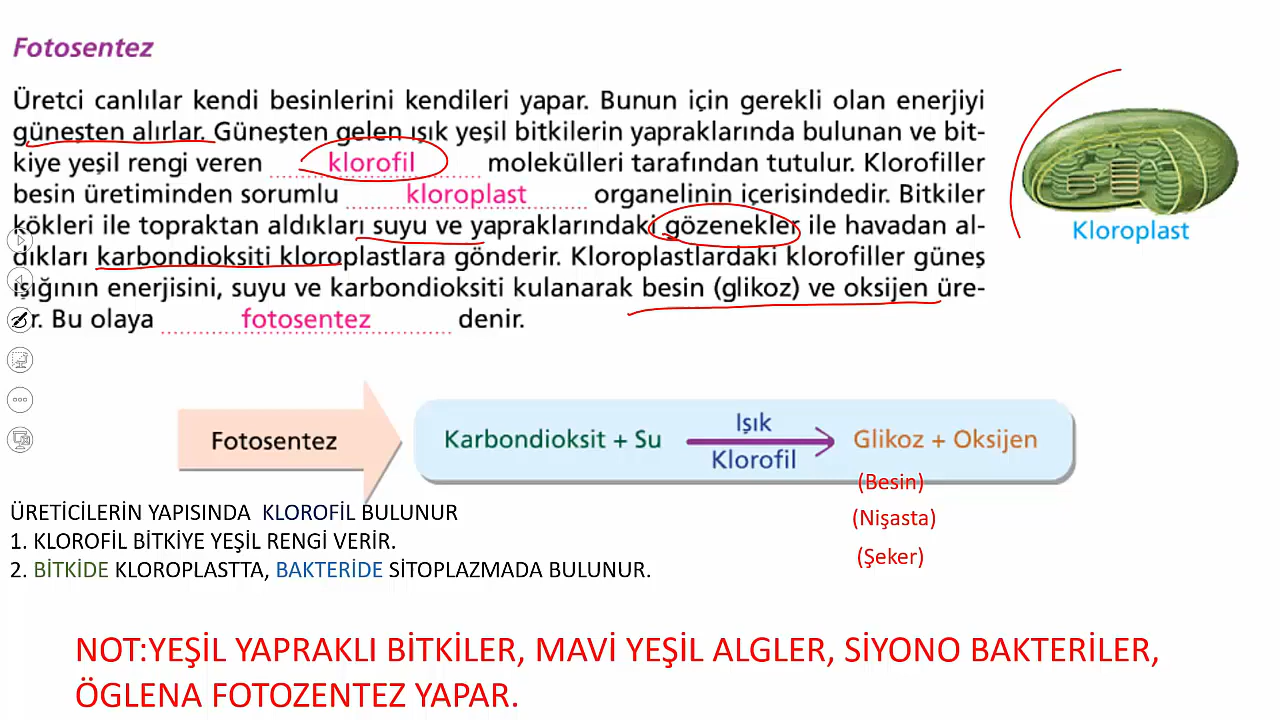 Fotosentez
Üretci canlılar kendi besinlerini kendileri yapar. Bunun için gerekli olan enerjiyi
güneşten alırlar. Güneşten gelen ışık yeşil bitkilerin yapraklarında bulunan ve bit-
kiye yeşil rengi veren klorofil molekülleri tarafından tutulur. Klorofiller
besin üretiminden sorumlu kloroplast organelinin içerisindedir. Bitkiler
kökleri ile topraktan aldıkları suyu ve yapraklarındaki gözenekler ile havadan al-
dıkları karbondioksiti kloroplastlara gönderir. Kloroplastlardaki klorofiller güneş
ışığının enerjisini, suyu ve karbondioksiti kulanarak besin (glikoz) ve oksijen üre-
r. Bu olaya fotosentez denir.
Kloroplast
Fotosentez
Karbondioksit + Su
Işık
Klorofil
Glikoz + Oksijen
(Besin)
(Nişasta)
(Şeker)
ÜRETİCİLERİN YAPISINDA KLOROFİL BULUNUR
1. KLOROFİL BİTKİYE YEŞİL RENGİ VERİR.
2. BİTKİDE KLOROPLASTTA, BAKTERİDE SİTOPLAZMADA BULUNUR.
NOT:YEŞİL YAPRAKLI BİTKİLER, MAVİ YEŞİL ALGLER, SİYONO BAKTERİLER,
ÖGLENA FOTOZENTEZ YAPAR.